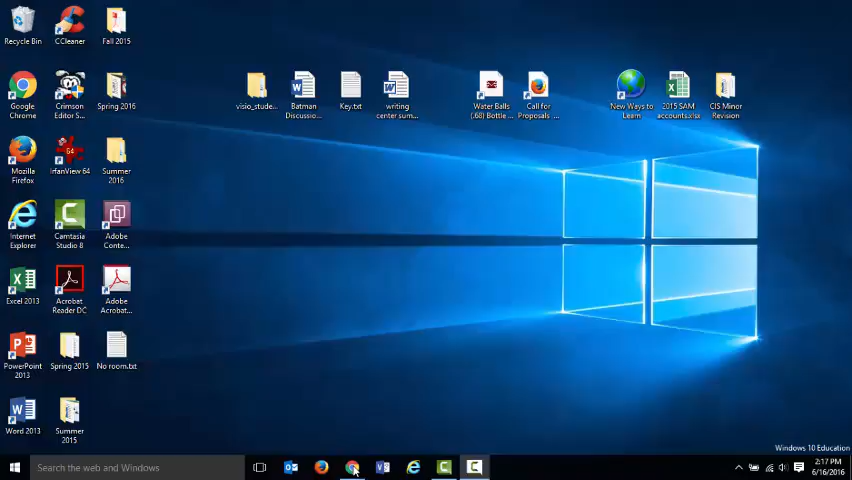 Recycle Bin
CCleaner
Fall 2015
Google
Chrome
Crimson
Editor S...
Spring 2016
visio_stude...
Batman
Discussio...
Key.txt
writing
center sum...
Water Balls
(.68) Bottle ...
Call for
Proposals ...
New Ways to
Learn
2015 SAM
accounts.xlsx
CIS Minor
Revision
Mozilla
Firefox
IrfanView 64
Summer
2016
Internet
Explorer
Camtasia
Studio 8
Adobe
Conte...
Excel 2013
Acrobat
Reader DC
Adobe
Acrobat...
PowerPoint
2013
Spring 2015
No room.txt
Word 2013
Summer
2015
Windows 10 Education
Search the web and Windows
2:17 PM
6/16/2016